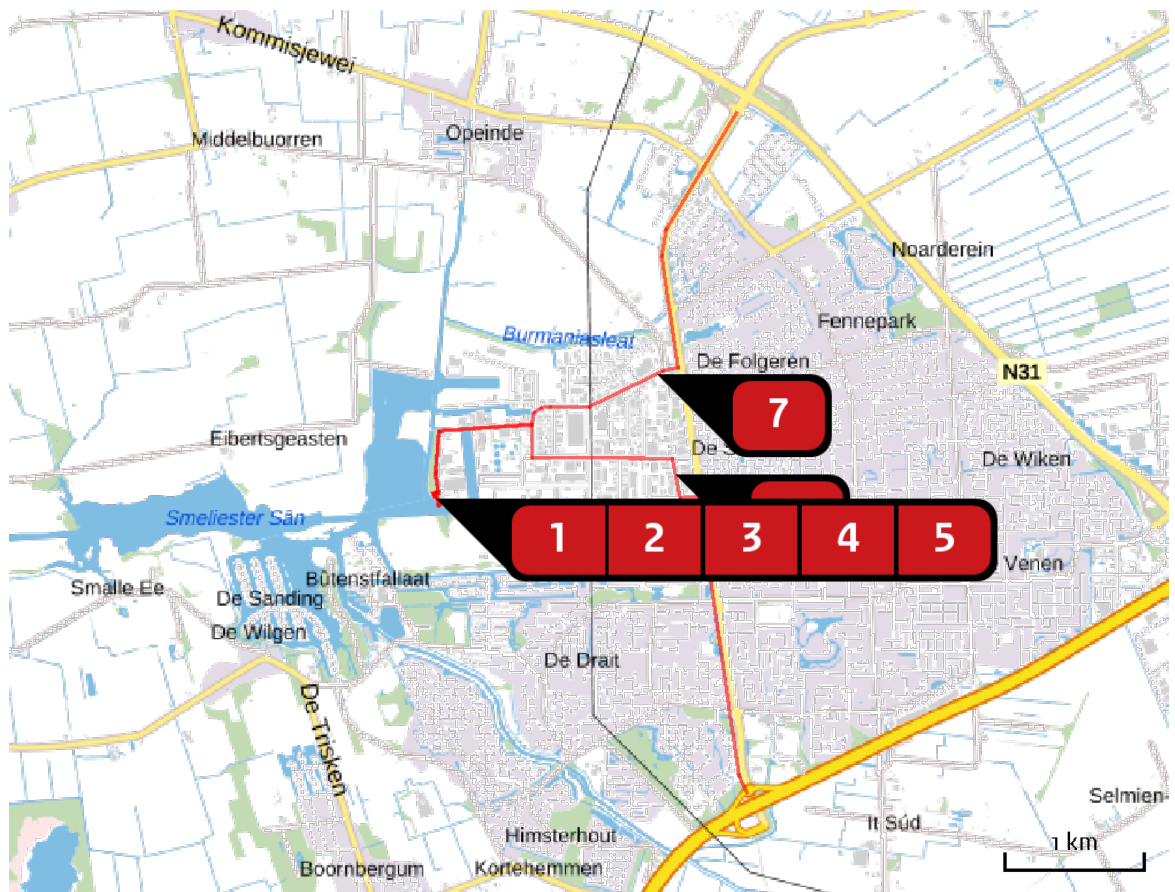 Kommisjewei
Opeinde
Middelbuorren
Noarderein
Fennepark
Burmaniasleat
De Folgeren
N31
7
Eibertsgeasten
De S
De Wiken
Smeliester Sân
1 2 3 4 5
Venen
Smalle Ee
Bûtenstfallaat
De Sanding
De Wilgen
De Drait
De Trisken
Selmien-
It Súd
Himsterhout
1 km
Boornbergum
Kortehemmen